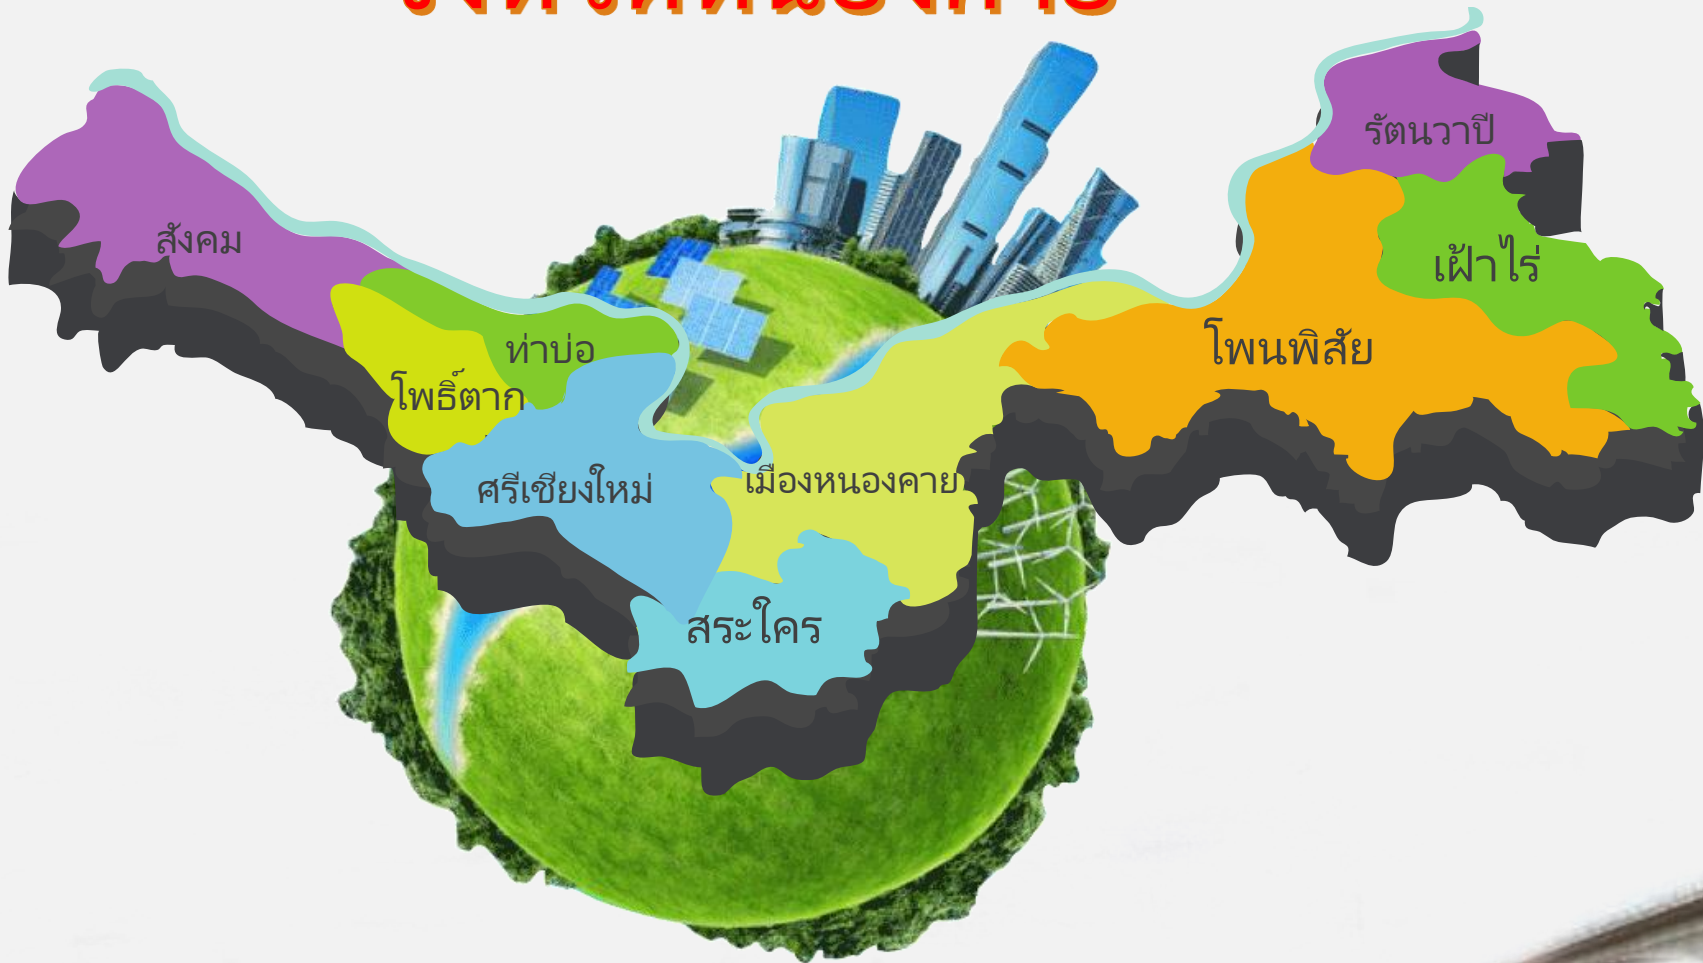 รัตนวาปี
สังคม
เฝ้าไร่
ท่าบ่อ
โพนพิสัย
โพธิ์ตาก
ศรีเชียงใหม่
เมืองหนองคาย
สระใคร